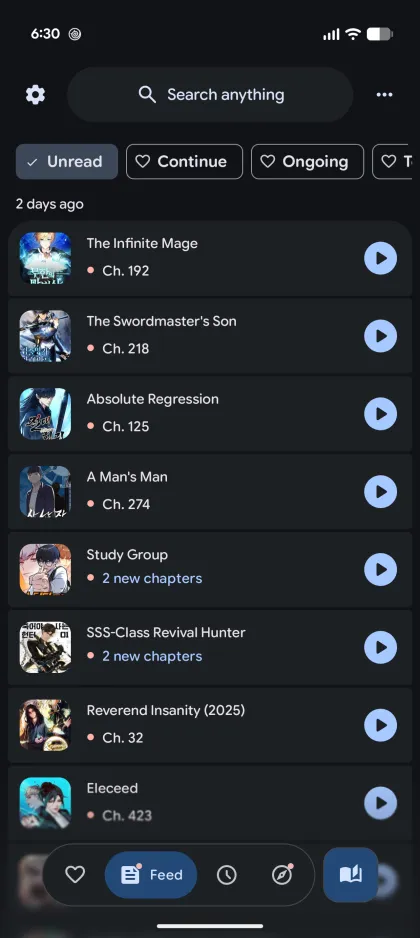 6:30
Search anything
Unread
Continue
Ongoing
2 days ago
The Infinite Mage
Ch. 192
The Swordmaster's Son
Ch. 218
Absolute Regression
Ch. 125
A Man's Man
Ch. 274
Study Group
2 new chapters
SSS-Class Revival Hunter
2 new chapters
Reverend Insanity (2025)
Ch. 32
Eleceed
Ch. 423
Feed